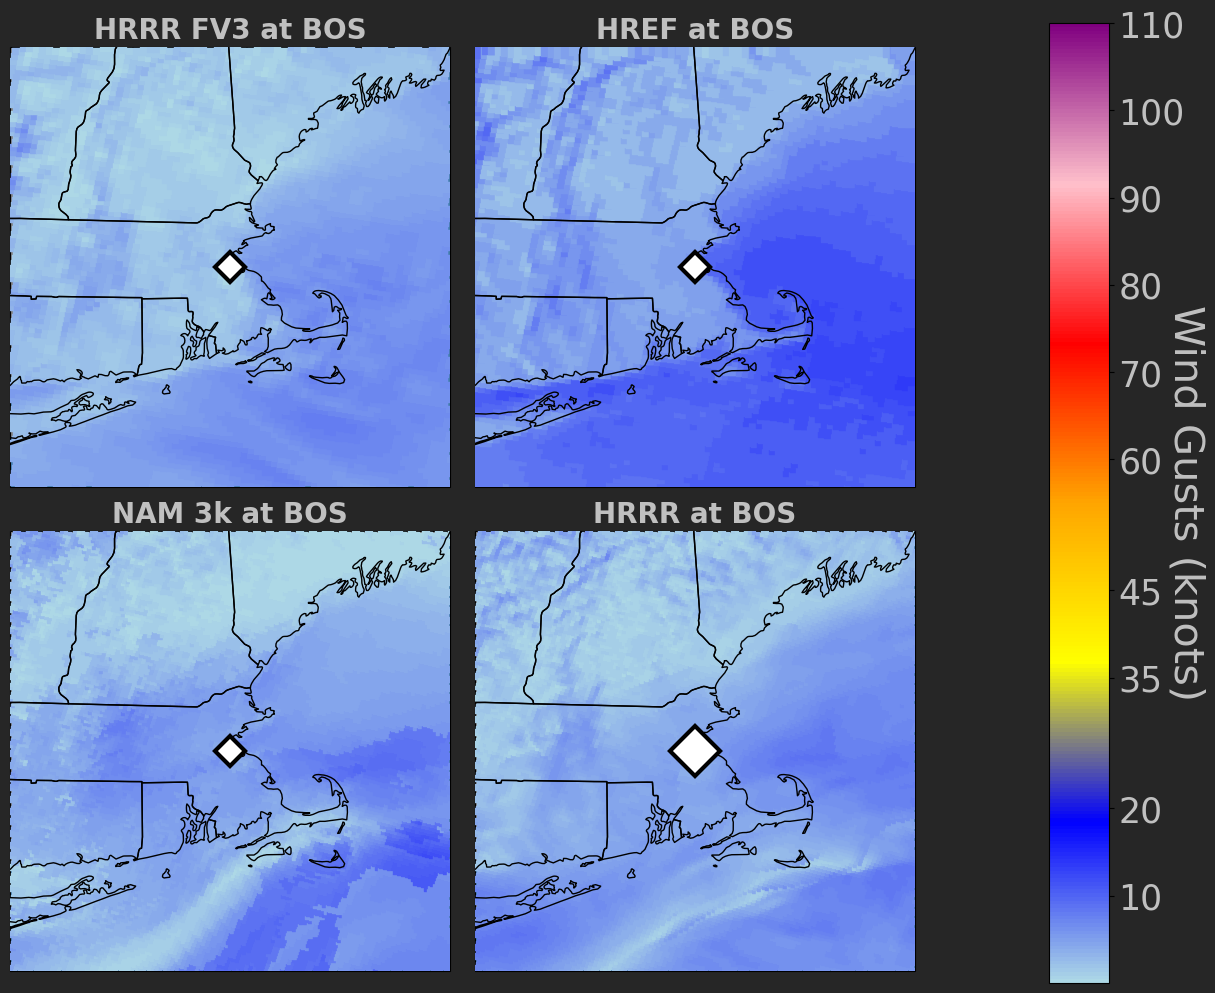 HRRR FV3 at BOS
HREF at BOS
NAM 3k at BOS
HRRR at BOS
110
100
90
80
70
60
45
35
20
10
Wind Gusts (knots)